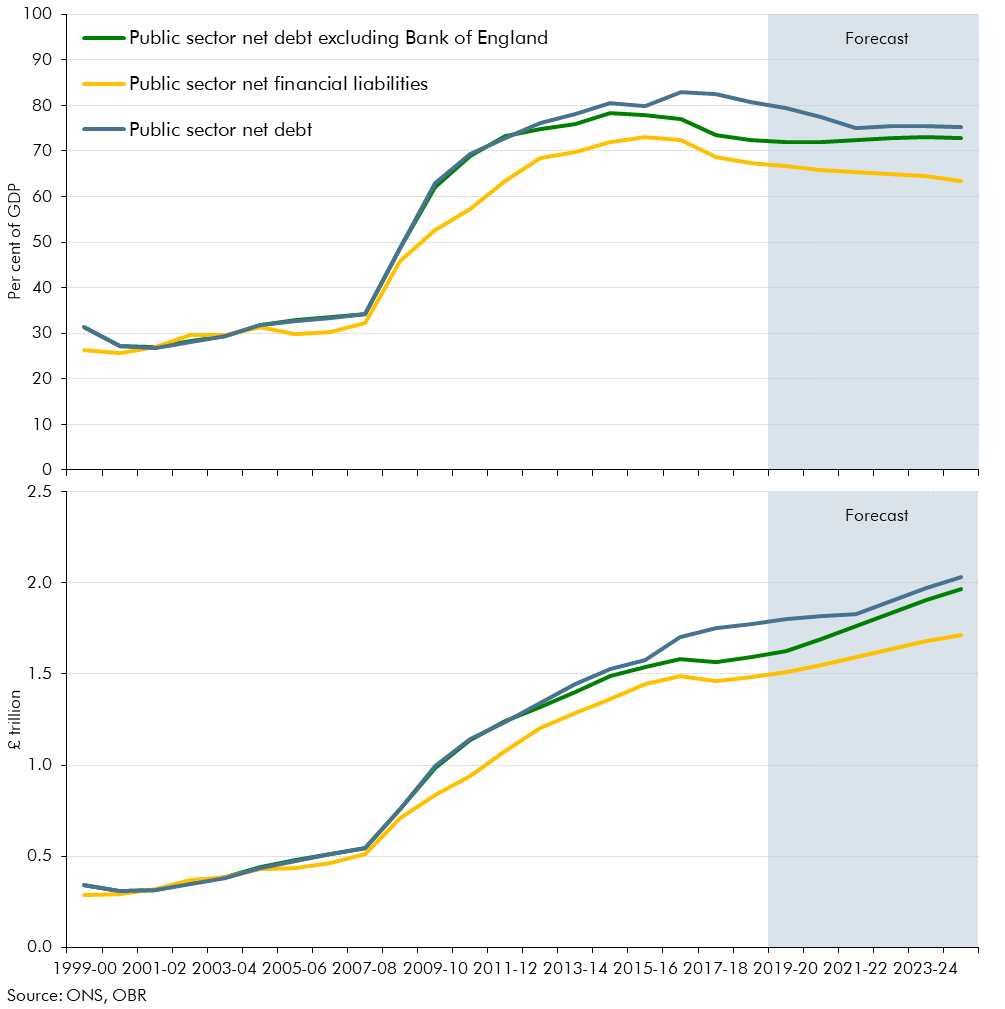 100
90
80
70
60
50
40
30
20
10
0
Per cent of GDP
Public sector net debt excluding Bank of England
Public sector net financial liabilities
Public sector net debt
Forecast
2.5
2.0
1.5
1.0
0.5
0.0
£ trillion
Forecast
1999-00 2001-02 2003-04 2005-06 2007-08 2009-10 2011-12 2013-14 2015-16 2017-18 2019-20 2021-22 2023-24
Source: ONS, OBR